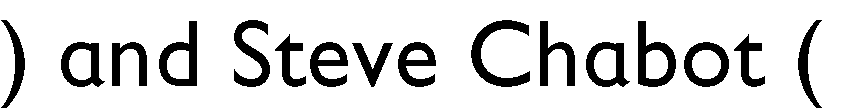 ) and Steve Chabot (